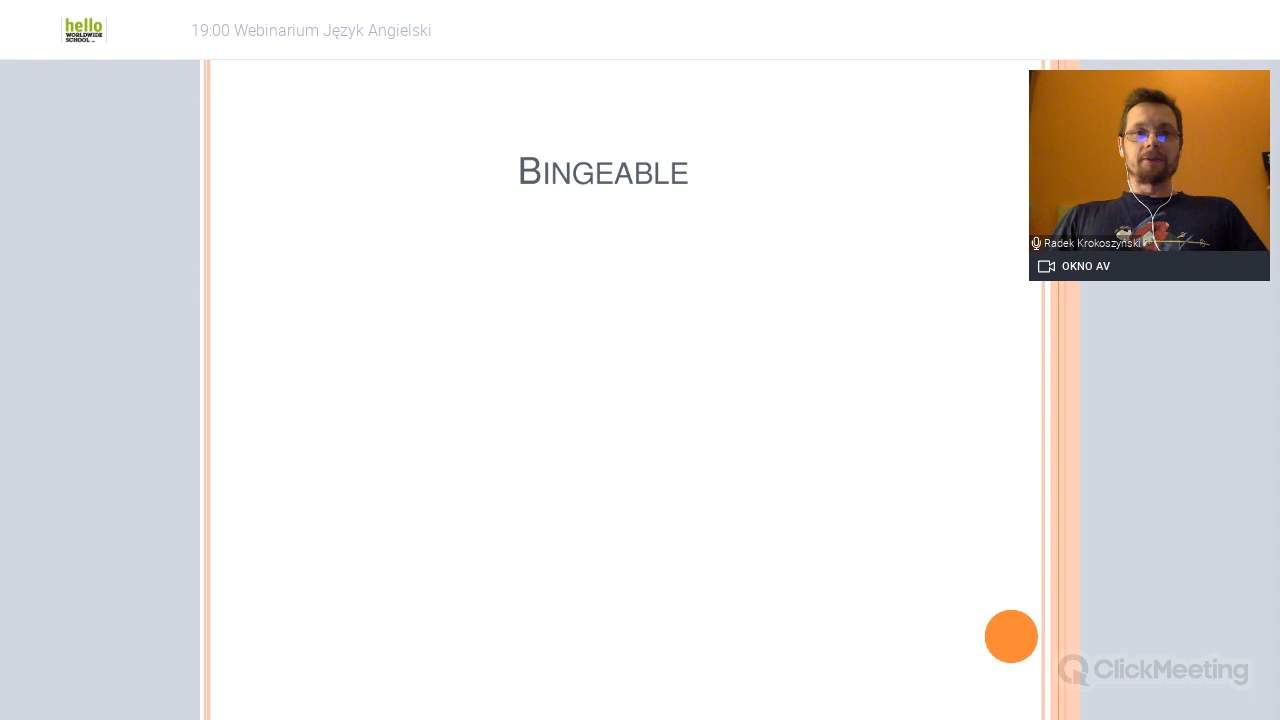 hello
WORLDWIDE
SCHOOL
19:00 Webinarium Język Angielski
BINGEABLE
Radek Krokoszyński
OKNO AV
ClickMeeting